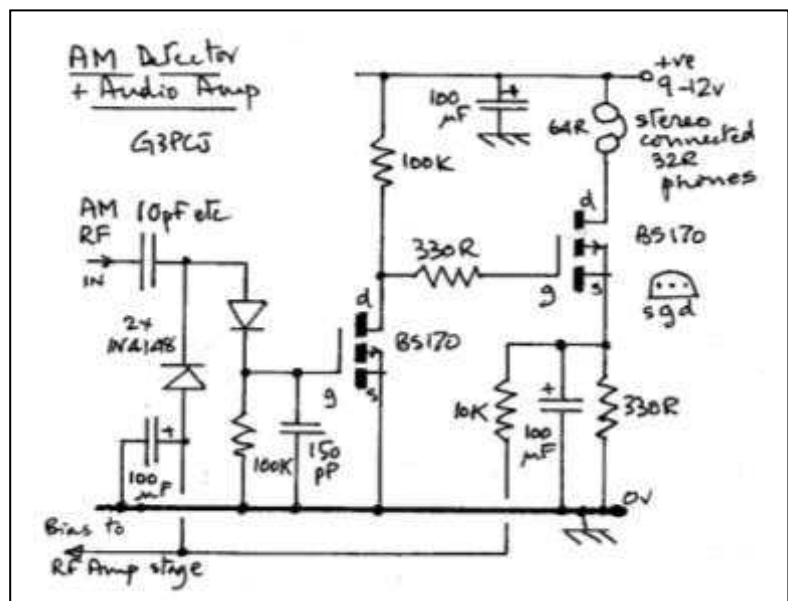 AM Detector
+ Audio Amp
G3PCJ
+ve
9-12v
100
μF
64R
stereo
connected
32R
phones
100K
AM 10pF etc
RF
IN
d
330R
BS170
g
s
s g d
2x
1N4148
d
BS170
g
s
10K
+
100
μF
330R
+
100
μF
100K
150
pF
0V
Bias to
RF Amp stage